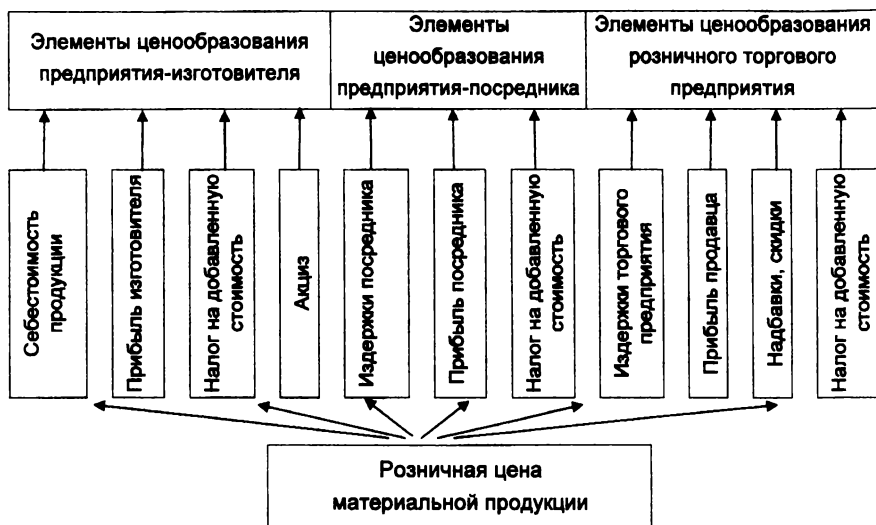 Элементы ценообразования
предприятия-изготовителя
Элементы
ценообразования
предприятия-посредника
Элементы ценообразования
розничного торгового
предприятия
Себестоимость
продукции
Прибыль изготовителя
Налог на добавленную
стоимость
Акциз
Издержки посредника
Прибыль посредника
Налог на добавленную
стоимость
Издержки торгового
предприятия
Прибыль продавца
Надбавки, скидки
Налог на добавленную
стоимость
Розничная цена
материальной продукции